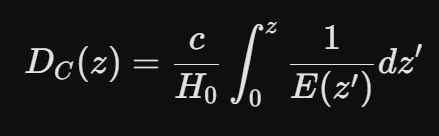 D_C(z) = \frac{c}{H_0} \int_0^z \frac{1}{E(z')} dz'